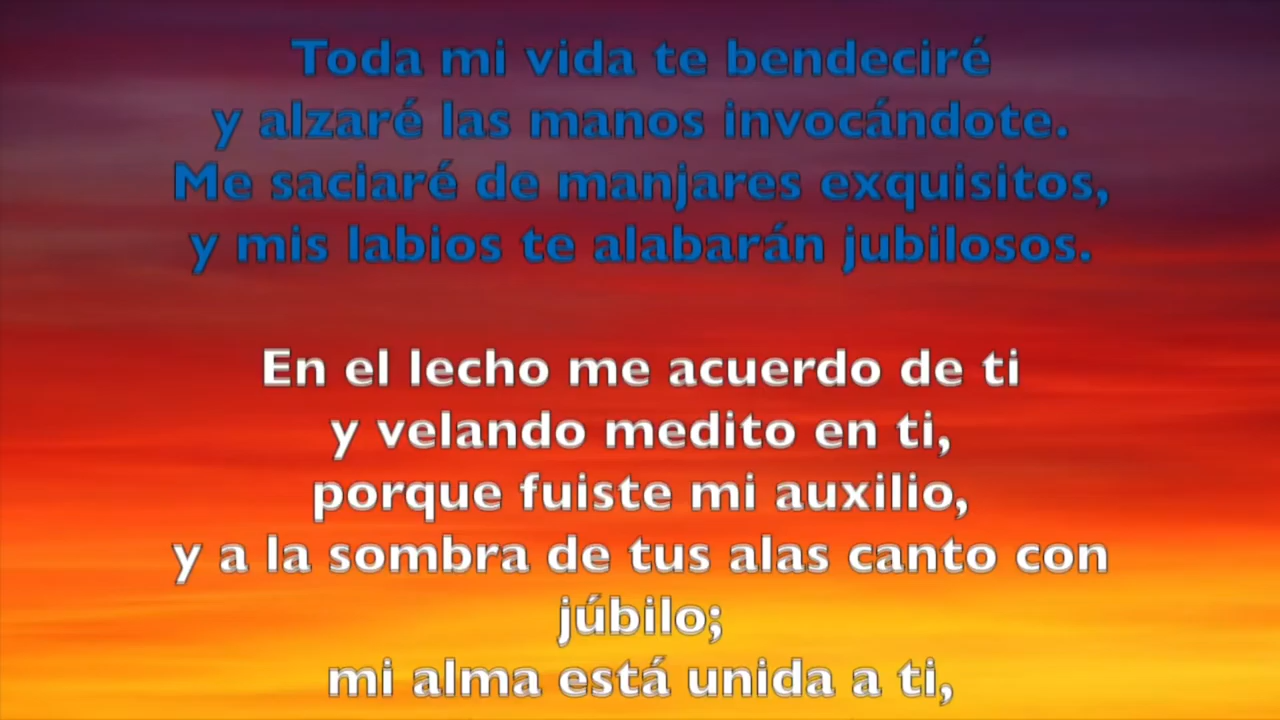 Toda mi vida te bendeciré
y alzaré las manos invocándote.
Me saciaré de manjares exquisitos,
y mis labios te alabarán jubilosos.
En el lecho me acuerdo de ti
y velando medito en ti,
porque fuiste mi auxilio,
y a la sombra de tus alas canto con
júbilo;
mi alma está unida a ti,